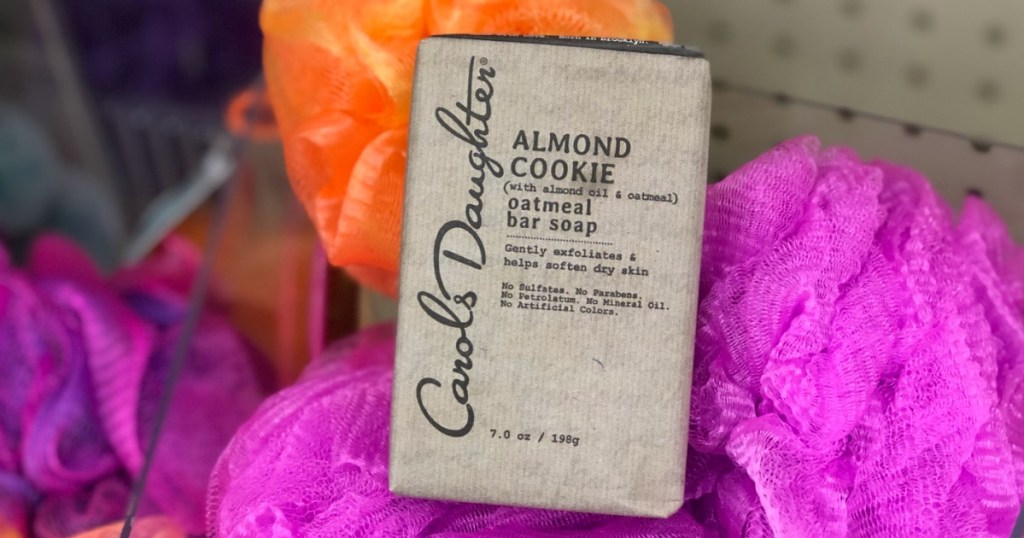 Carol's Daughter®
ALMOND
COOKIE
(with almond oil & oatmeal)
oatmeal
bar soap
Gently exfoliates &
helps soften dry skin
No Sulfates. No Parabens.
No Petrolatum. No Mineral Oil.
No Artificial Colors.
7.0 oz / 198g